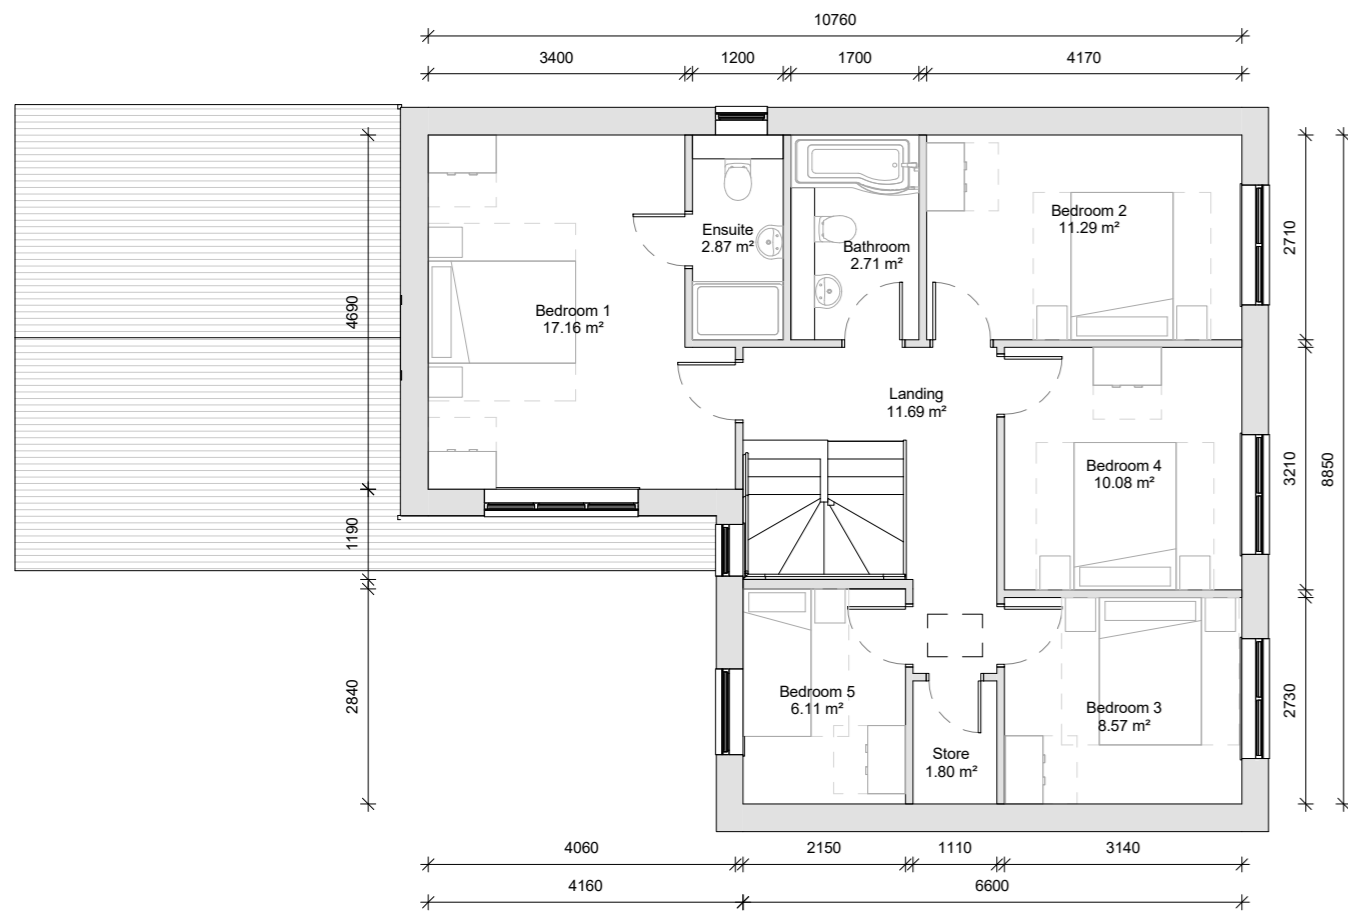 10760
3400
1200
1700
4170
Ensuite
2.87 m²
Bathroom
2.71 m²
Bedroom 2
11.29 m²
2710
4690
Bedroom 1
17.16 m²
Landing
11.69 m²
Bedroom 4
10.08 m²
3210
8850
1190
2840
Bedroom 5
6.11 m²
Store
1.80 m²
Bedroom 3
8.57 m²
2730
4060
2150
1110
3140
4160
6600